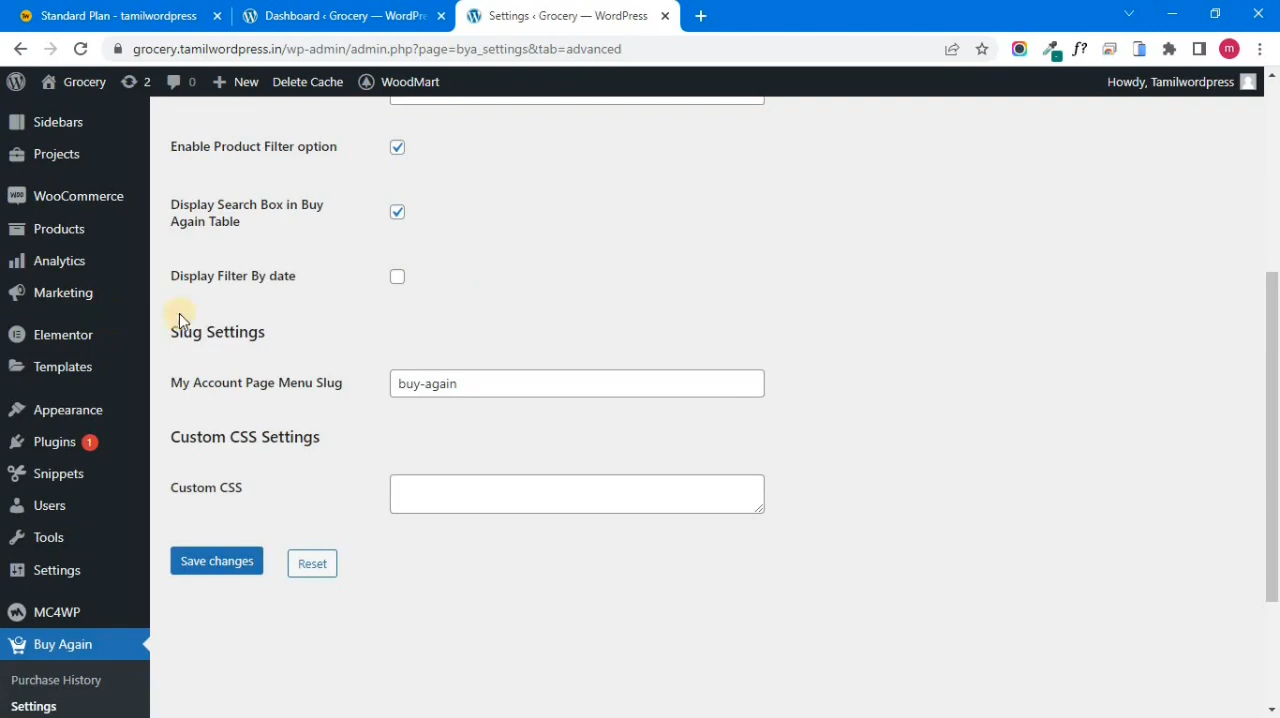 Standard Plan - tamilwordpress
Dashboard ‹ Grocery — WordPre
Settings ‹ Grocery — WordPress
grocery.tamilwordpress.in/wp-admin/admin.php?page=bya_settings&tab=advanced
f?
m
Grocery
2
0
New
Delete Cache
WoodMart
Howdy, Tamilwordpress
Sidebars
Projects
WooCommerce
Products
Analytics
Marketing
Elementor
Templates
Appearance
Plugins 1
Snippets
Users
Tools
Settings
MC4WP
Buy Again
Purchase History
Settings
Enable Product Filter option
Display Search Box in Buy
Again Table
Display Filter By date
Slug Settings
My Account Page Menu Slug
buy-again
Custom CSS Settings
Custom CSS
Save changes
Reset